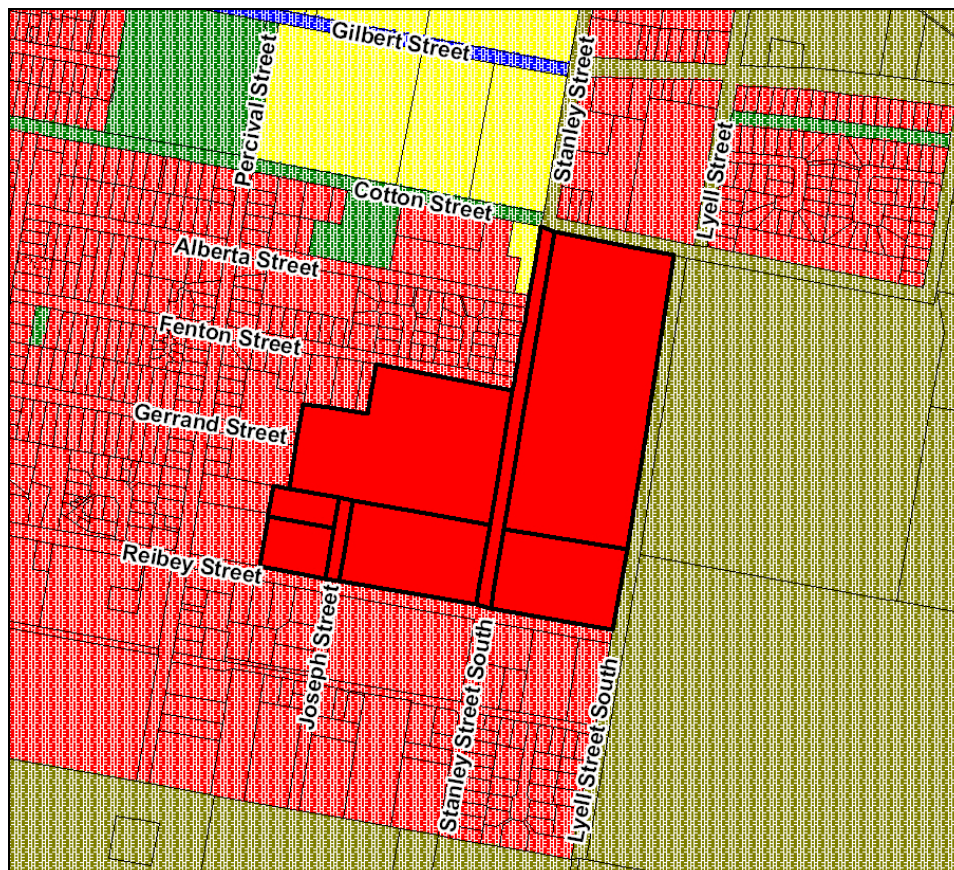 Gilbert Street
Percival Street
Stanley Street
Lyell Street
Cotton Street
Alberta Street
Fenton Street
Gerrand Street
Reibey Street
Joseph Street
Stanley Street South
Lyell Street South